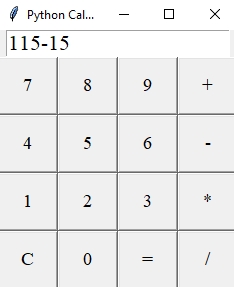 Python Cal...
115-15
7 8 9 +
4 5 6 -
1 2 3 *
C 0 = /